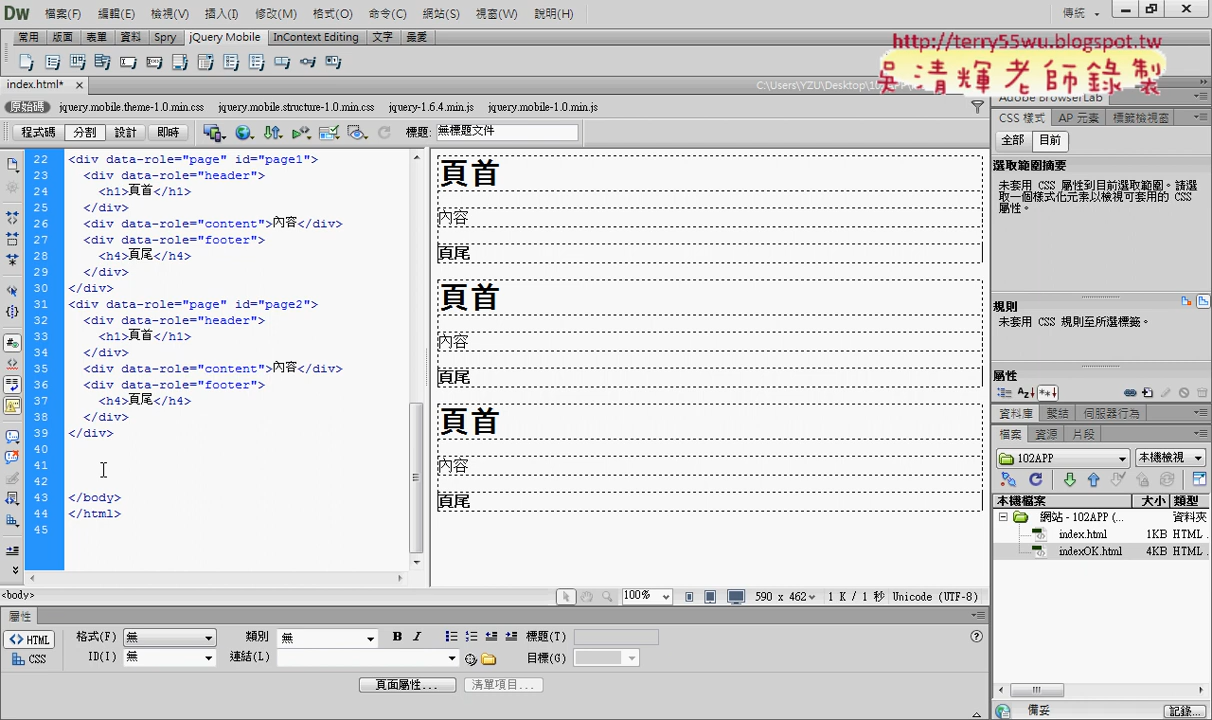 Dw 檔案(F) 編輯(E) 檢視(V) 插入(I) 修改(M) 格式(O) 命令(C) 網站(S) 視窗(W) 說明(H) 傳統
常用 版面 表單 資料 Spry jQuery Mobile InContext Editing 文字 最愛
http://terry55wu.blogspot.tw
吳清輝老師錄製
index.html* C:\Users\YZU\Desktop\10
Adobe BrowserLab
原始碼 jquery.mobile.theme-1.0.min.css jquery.mobile.structure-1.0.min.css jquery-1.6.4.min.js jquery.mobile-1.0.min.js
CSS 樣式 AP 元素 標籤檢視窗
程式碼 分割 設計 即時 標題: 無標題文件
全部 目前
22 <div data-role="page" id="page1">
23 <div data-role="header">
24 <h1>頁首</h1>
25 </div>
26 <div data-role="content">內容</div>
27 <div data-role="footer">
28 <h4>頁尾</h4>
29 </div>
30 </div>
31 <div data-role="page" id="page2">
32 <div data-role="header">
33 <h1>頁首</h1>
34 </div>
35 <div data-role="content">內容</div>
36 <div data-role="footer">
37 <h4>頁尾</h4>
38 </div>
39 </div>
40
41
42
43 </body>
44 </html>
45
頁首
內容
頁尾
頁首
內容
頁尾
頁首
內容
頁尾
選取範圍摘要
未套用 CSS 屬性到目前選取範圍。請選
取一個樣式化元素以檢視可套用的 CSS
屬性。
規則
未套用 CSS 規則至所選標籤。
屬性
資料庫 繫結 伺服器行為
檔案 資源 片段
102APP 本機檢視
本機檔案 大小 類型
網站 - 102APP (... 資料夾
index.html 1KB HTML .
indexOK.html 4KB HTML .
<body> 100% 590 x 462 1 K / 1 秒 Unicode (UTF-8)
屬性
<> HTML 格式(F) 無 類別 無 B I 標題(T)
CSS ID(I) 無 連結(L) 目標(G)
頁面屬性... 清單項目...
備妥 記錄...